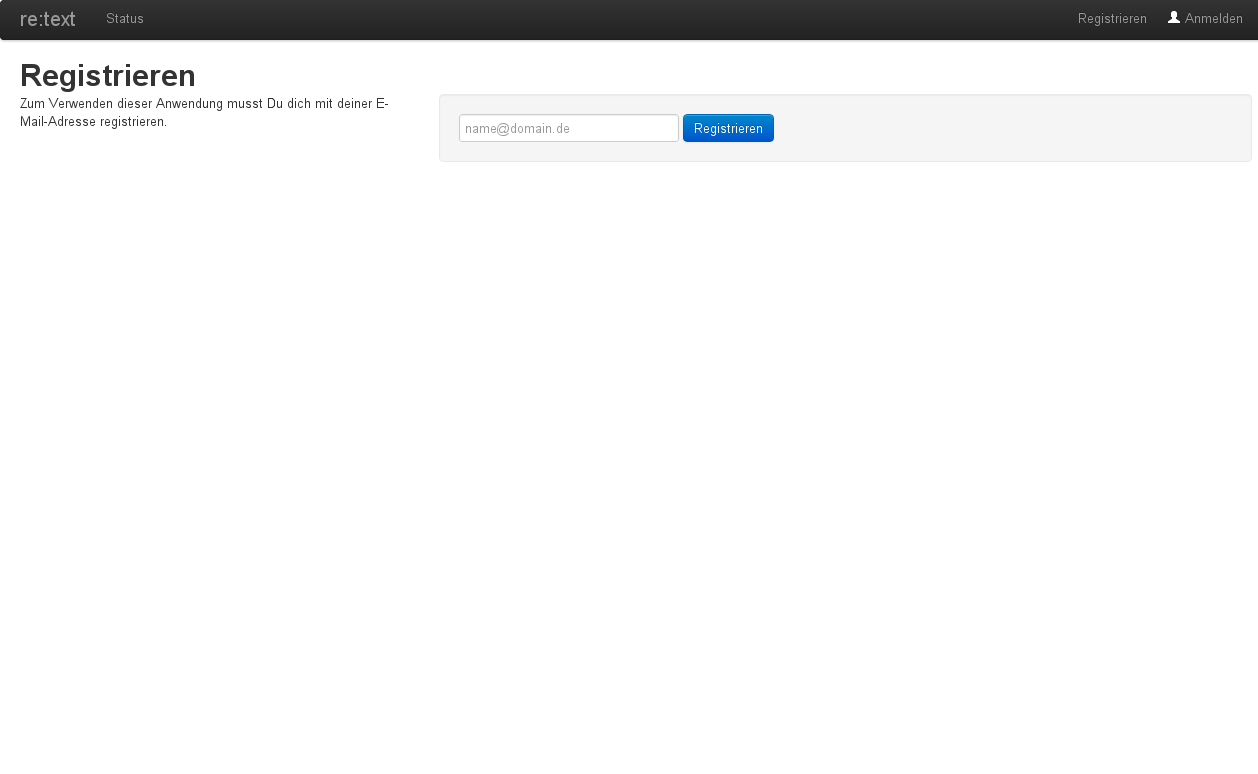 re:text Status Registrieren Anmelden
Registrieren
Zum Verwenden dieser Anwendung musst Du dich mit deiner E-
Mail-Adresse registrieren.
name@domain.de Registrieren